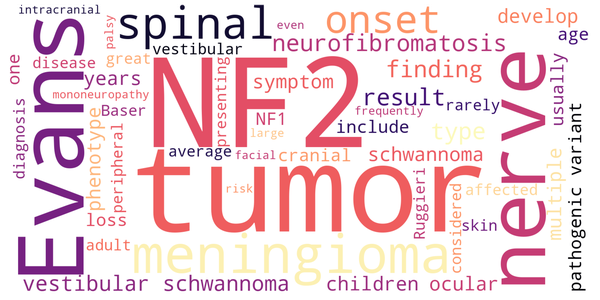 intracranial
palsy
even
spinal
onset
develop
Evans
vestibular
neurofibromatosis
age
one
disease
great
NF2
symptom
finding
nerve
usually
years
mononeuropathy
presenting
result
rarely
diagnosis
phenotype
Baser
NF1
frequently
large
include
type
peripheral
average
tumor
facial
cranial
schwannoma
multiple
pathogenic variant
risk
Ruggieri
considered
affected
loss
skin
adult
meningioma
vestibular schwannoma
children
ocular